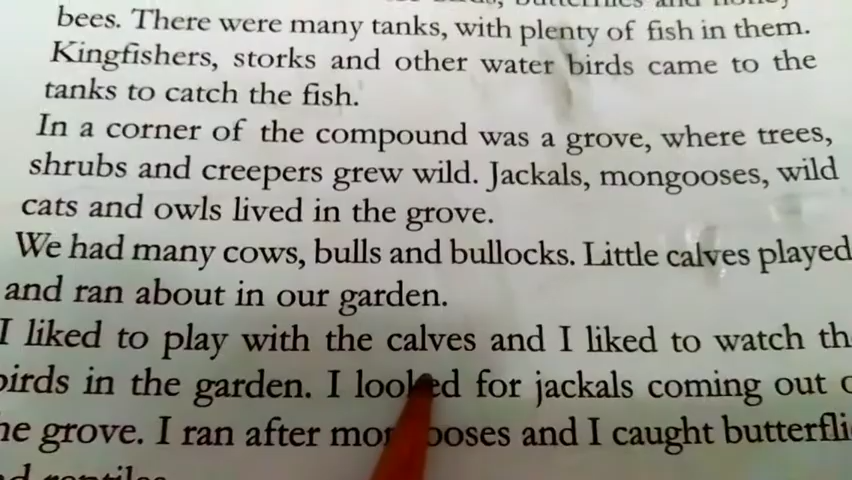 bees. There were many tanks, with plenty of fish in them.
Kingfishers, storks and other water birds came to the
tanks to catch the fish.
In a corner of the compound was a grove, where trees,
shrubs and creepers grew wild. Jackals, mongooses, wild
cats and owls lived in the grove.
We had many cows, bulls and bullocks. Little calves played
and ran about in our garden.
I liked to play with the calves and I liked to watch th
birds in the garden. I looked for jackals coming out o
he grove. I ran after mongooses and I caught butterfli